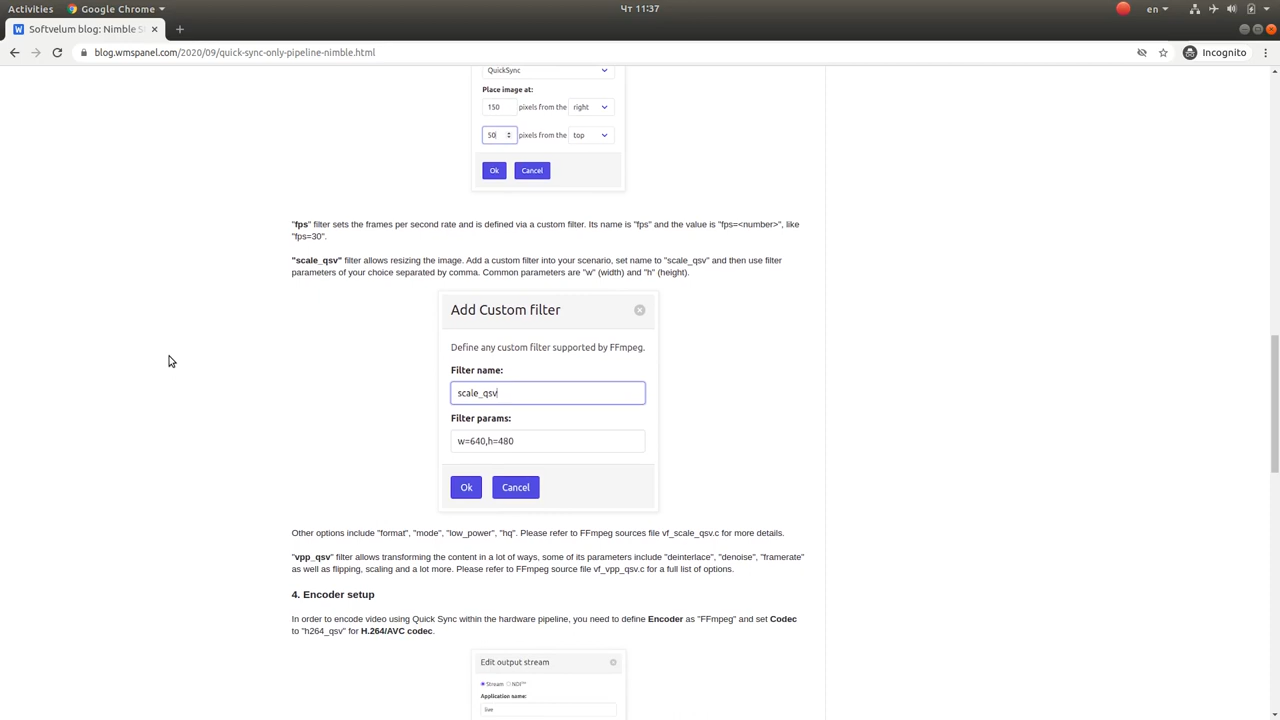 Activities
Google Chrome
Чт 11:37
en
Softvelum blog: Nimble S
blog.wmspanel.com/2020/09/quick-sync-only-pipeline-nimble.html
Incognito
QuickSync
Place image at:
150 pixels from the right
50 pixels from the top
Ok Cancel
"fps" filter sets the frames per second rate and is defined via a custom filter. Its name is "fps" and the value is "fps=<number>", like
"fps=30".
"scale_qsv" filter allows resizing the image. Add a custom filter into your scenario, set name to "scale_qsv" and then use filter
parameters of your choice separated by comma. Common parameters are "w" (width) and "h" (height).
Add Custom filter
Define any custom filter supported by FFmpeg.
Filter name:
scale_qsv
Filter params:
w=640,h=480
Ok Cancel
Other options include "format", "mode", "low_power", "hq". Please refer to FFmpeg sources file vf_scale_qsv.c for more details.
"vpp_qsv" filter allows transforming the content in a lot of ways, some of its parameters include "deinterlace", "denoise", "framerate"
as well as flipping, scaling and a lot more. Please refer to FFmpeg source file vf_vpp_qsv.c for a full list of options.
4. Encoder setup
In order to encode video using Quick Sync within the hardware pipeline, you need to define Encoder as "FFmpeg" and set Codec
to "h264_qsv" for H.264/AVC codec.
Edit output stream
Stream NDI™
Application name:
live